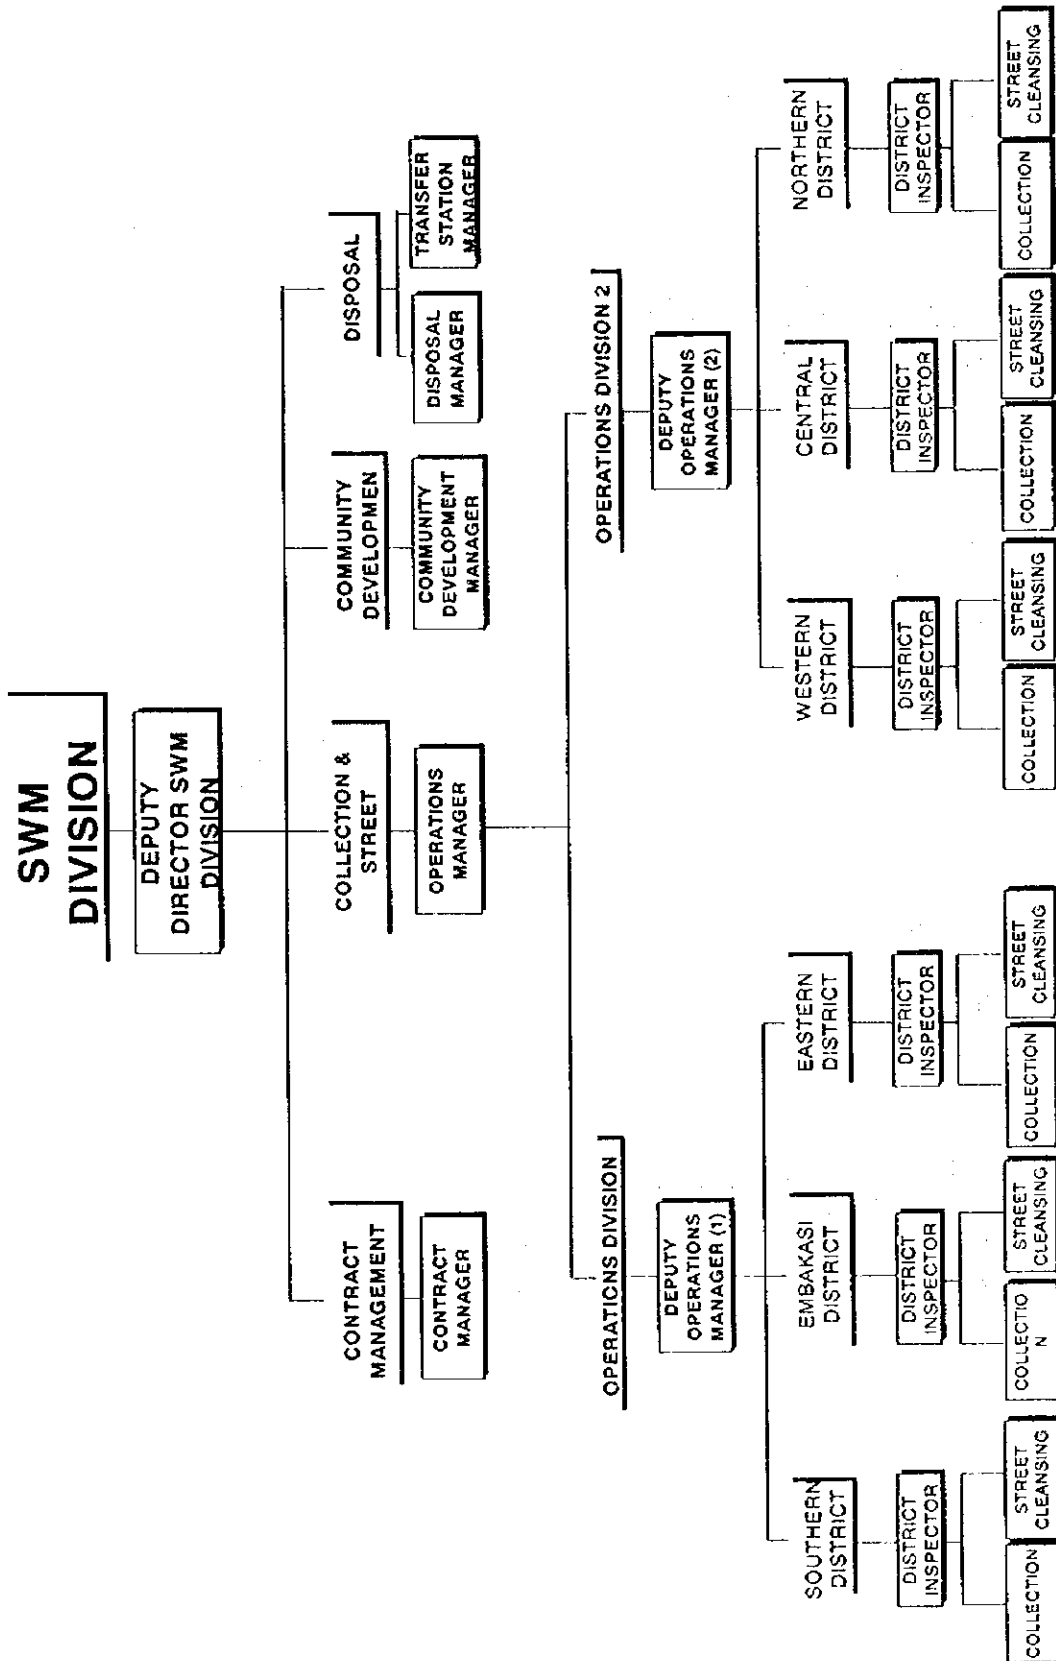 SWM
DIVISION
DEPUTY
DIRECTOR SWM
DIVISION
CONTRACT
MANAGEMENT
CONTRACT
MANAGER
COLLECTION &
STREET
OPERATIONS
MANAGER
COMMUNITY
DEVELOPMEN
COMMUNITY
DEVELOPMENT
MANAGER
DISPOSAL
DISPOSAL
MANAGER
TRANSFER
STATION
MANAGER
OPERATIONS DIVISION
DEPUTY
OPERATIONS
MANAGER (1)
OPERATIONS DIVISION 2
DEPUTY
OPERATIONS
MANAGER (2)
SOUTHERN
DISTRICT
DISTRICT
INSPECTOR
COLLECTION
STREET
CLEANSING
EMBAKASI
DISTRICT
DISTRICT
INSPECTOR
COLLECTIO
N
STREET
CLEANSING
EASTERN
DISTRICT
DISTRICT
INSPECTOR
COLLECTION
STREET
CLEANSING
WESTERN
DISTRICT
DISTRICT
INSPECTOR
COLLECTION
STREET
CLEANSING
CENTRAL
DISTRICT
DISTRICT
INSPECTOR
COLLECTION
STREET
CLEANSING
NORTHERN
DISTRICT
DISTRICT
INSPECTOR
COLLECTION
STREET
CLEANSING